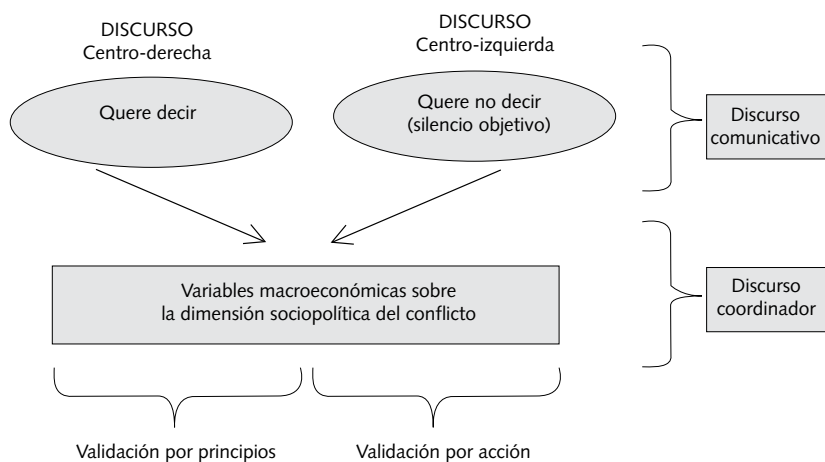 DISCURSO
Centro-derecha
DISCURSO
Centro-izquierda
Quere decir
Quere no decir
(silencio objetivo)
Discurso
comunicativo
Variables macroeconómicas sobre
la dimensión sociopolítica del conflicto
Discurso
coordinador
Validación por principios
Validación por acción